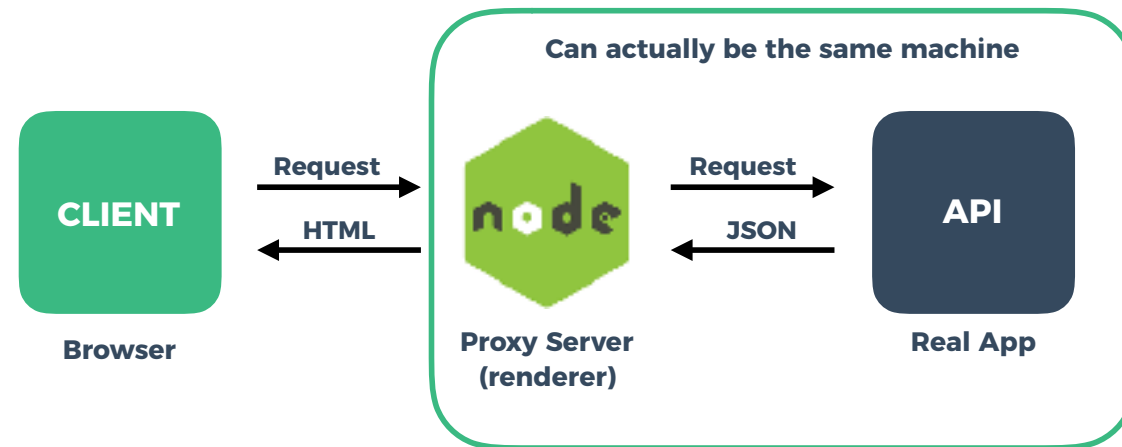 Can actually be the same machine
CLIENT
Request
HTML
node
Request
JSON
API
Browser
Proxy Server
(renderer)
Real App